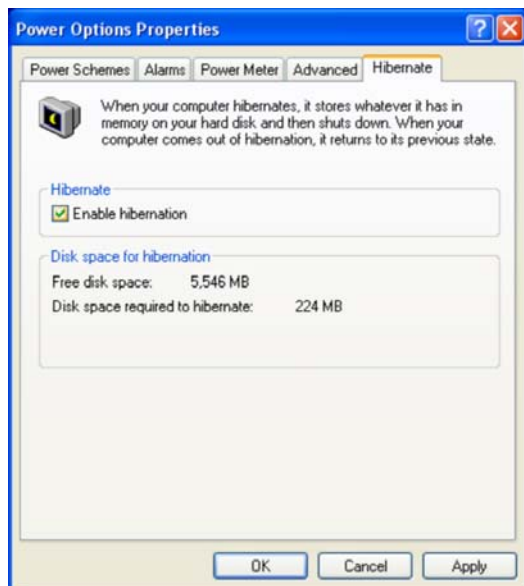 Power Options Properties
Power Schemes Alarms Power Meter Advanced Hibernate
When your computer hibernates, it stores whatever it has in
memory on your hard disk and then shuts down. When your
computer comes out of hibernation, it returns to its previous state.
Hibernate
Enable hibernation
Disk space for hibernation
Free disk space: 5,546 MB
Disk space required to hibernate: 224 MB
OK Cancel Apply